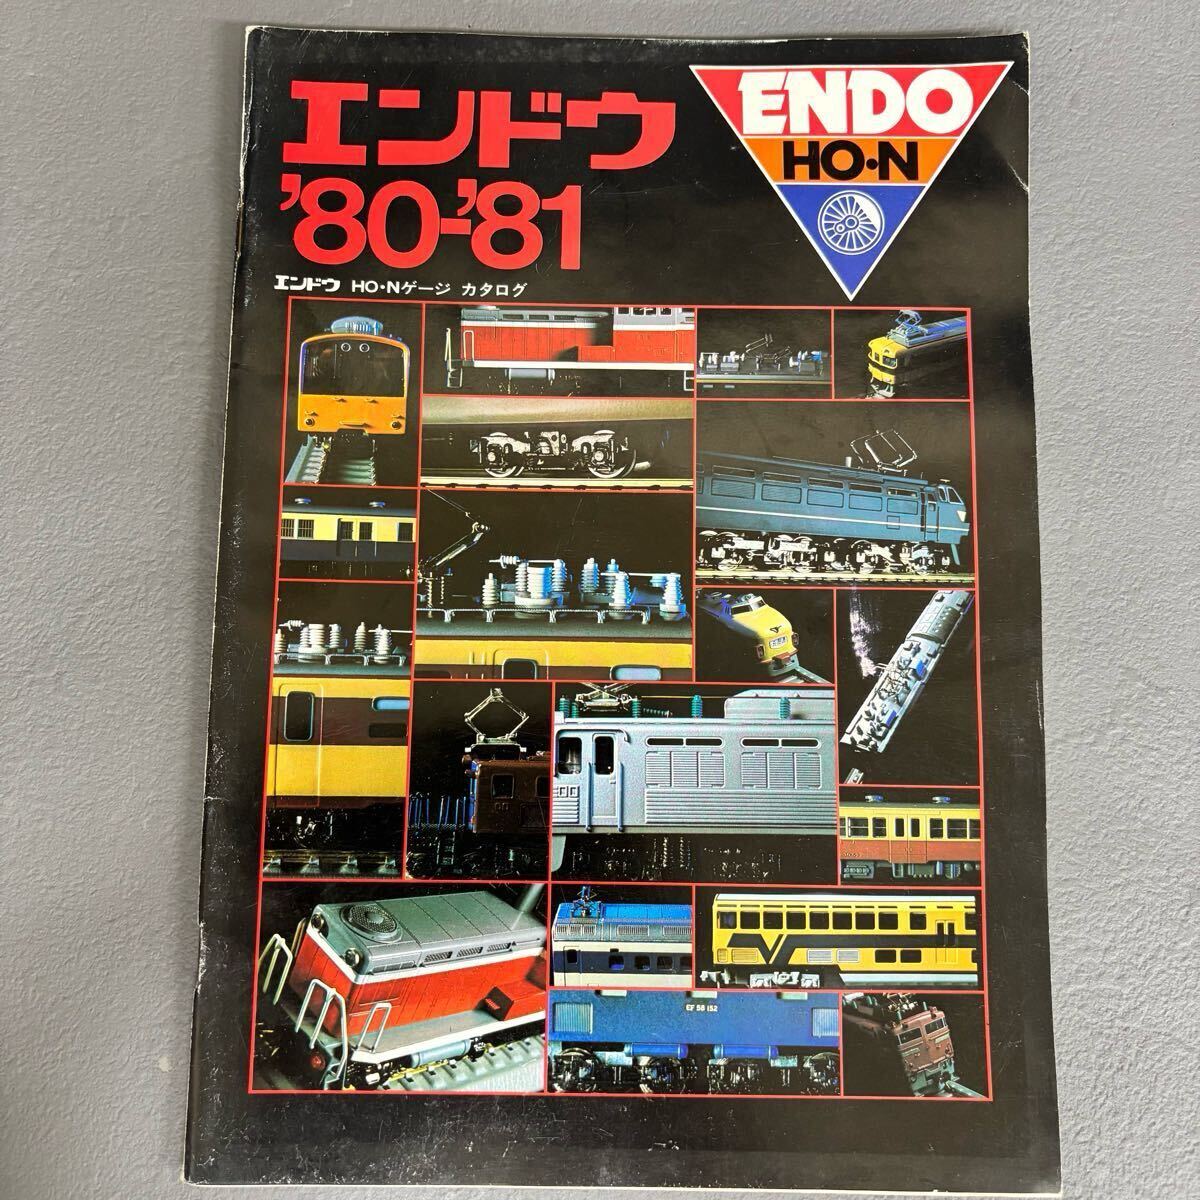 エンドウ
'80-'81
エンドウ HO・Nゲージ カタログ
ENDO
HO・N
EF 58 152